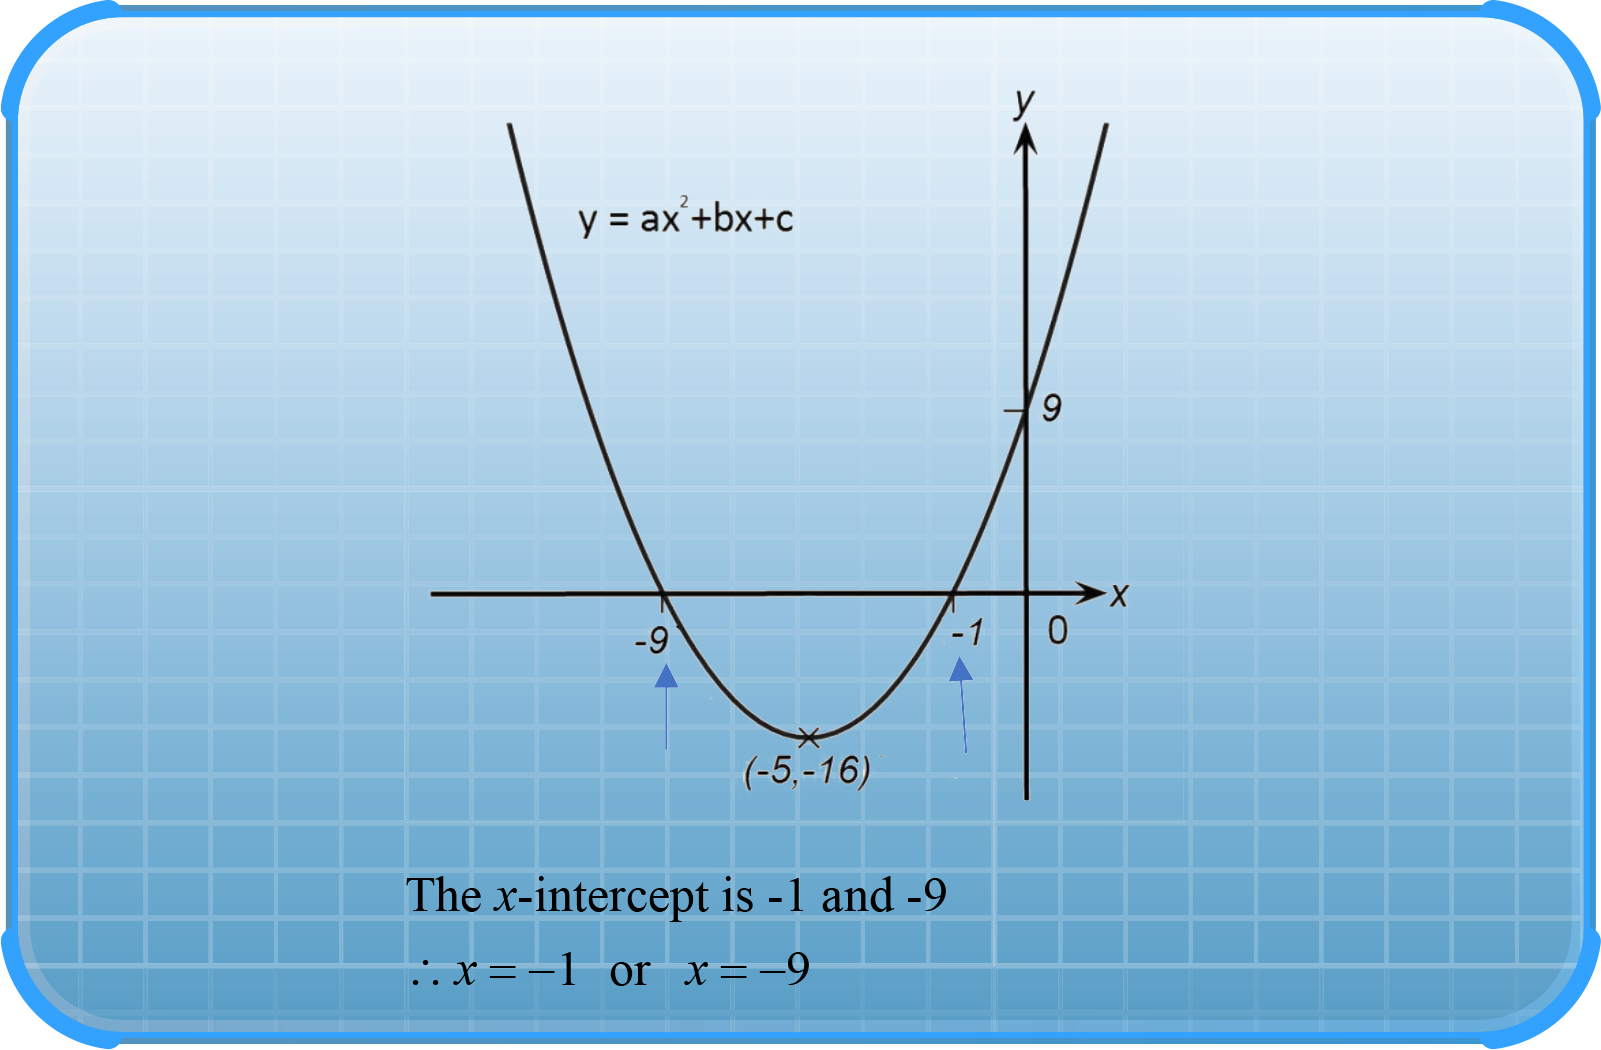 y
y = ax²+bx+c
9
x
-9
-1
0
(-5,-16)
The x-intercept is -1 and -9
∴ x = −1 or x = −9